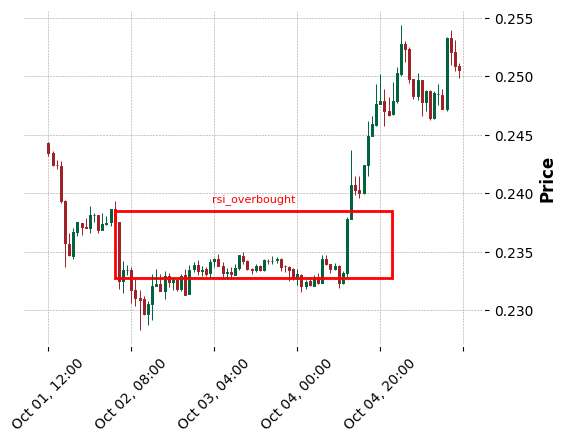 0.255
0.250
0.245
0.240
0.235
0.230
Price
rsi_overbought
Oct 01, 12:00
Oct 02, 08:00
Oct 03, 04:00
Oct 04, 00:00
Oct 04, 20:00